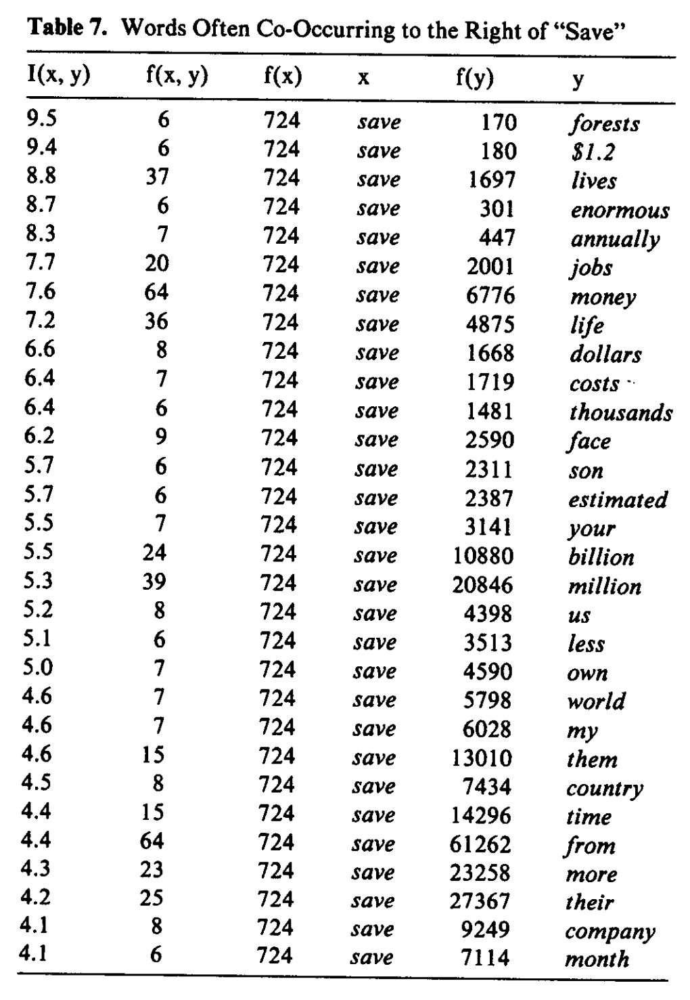 Table 7. Words Often Co-Occurring to the Right of “Save”
I(x, y) f(x, y) f(x) x f(y) y
9.5 6 724 save 170 forests
9.4 6 724 save 180 $1.2
8.8 37 724 save 1697 lives
8.7 6 724 save 301 enormous
8.3 7 724 save 447 annually
7.7 20 724 save 2001 jobs
7.6 64 724 save 6776 money
7.2 36 724 save 4875 life
6.6 8 724 save 1668 dollars
6.4 7 724 save 1719 costs
6.4 6 724 save 1481 thousands
6.2 9 724 save 2590 face
5.7 6 724 save 2311 son
5.7 6 724 save 2387 estimated
5.5 7 724 save 3141 your
5.5 24 724 save 10880 billion
5.3 39 724 save 20846 million
5.2 8 724 save 4398 us
5.1 6 724 save 3513 less
5.0 7 724 save 4590 own
4.6 7 724 save 5798 world
4.6 7 724 save 6028 my
4.6 15 724 save 13010 them
4.5 8 724 save 7434 country
4.4 15 724 save 14296 time
4.4 64 724 save 61262 from
4.3 23 724 save 23258 more
4.2 25 724 save 27367 their
4.1 8 724 save 9249 company
4.1 6 724 save 7114 month